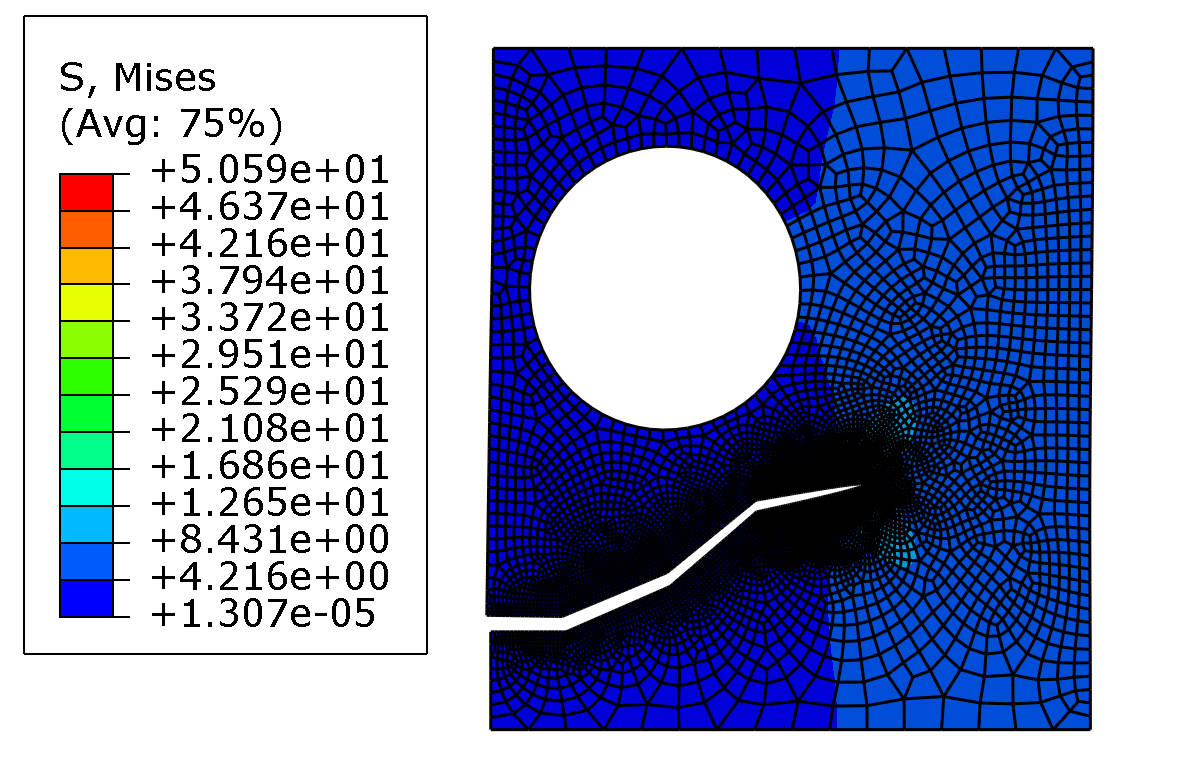 S, Mises
(Avg: 75%)
+5.059e+01
+4.637e+01
+4.216e+01
+3.794e+01
+3.372e+01
+2.951e+01
+2.529e+01
+2.108e+01
+1.686e+01
+1.265e+01
+8.431e+00
+4.216e+00
+1.307e-05